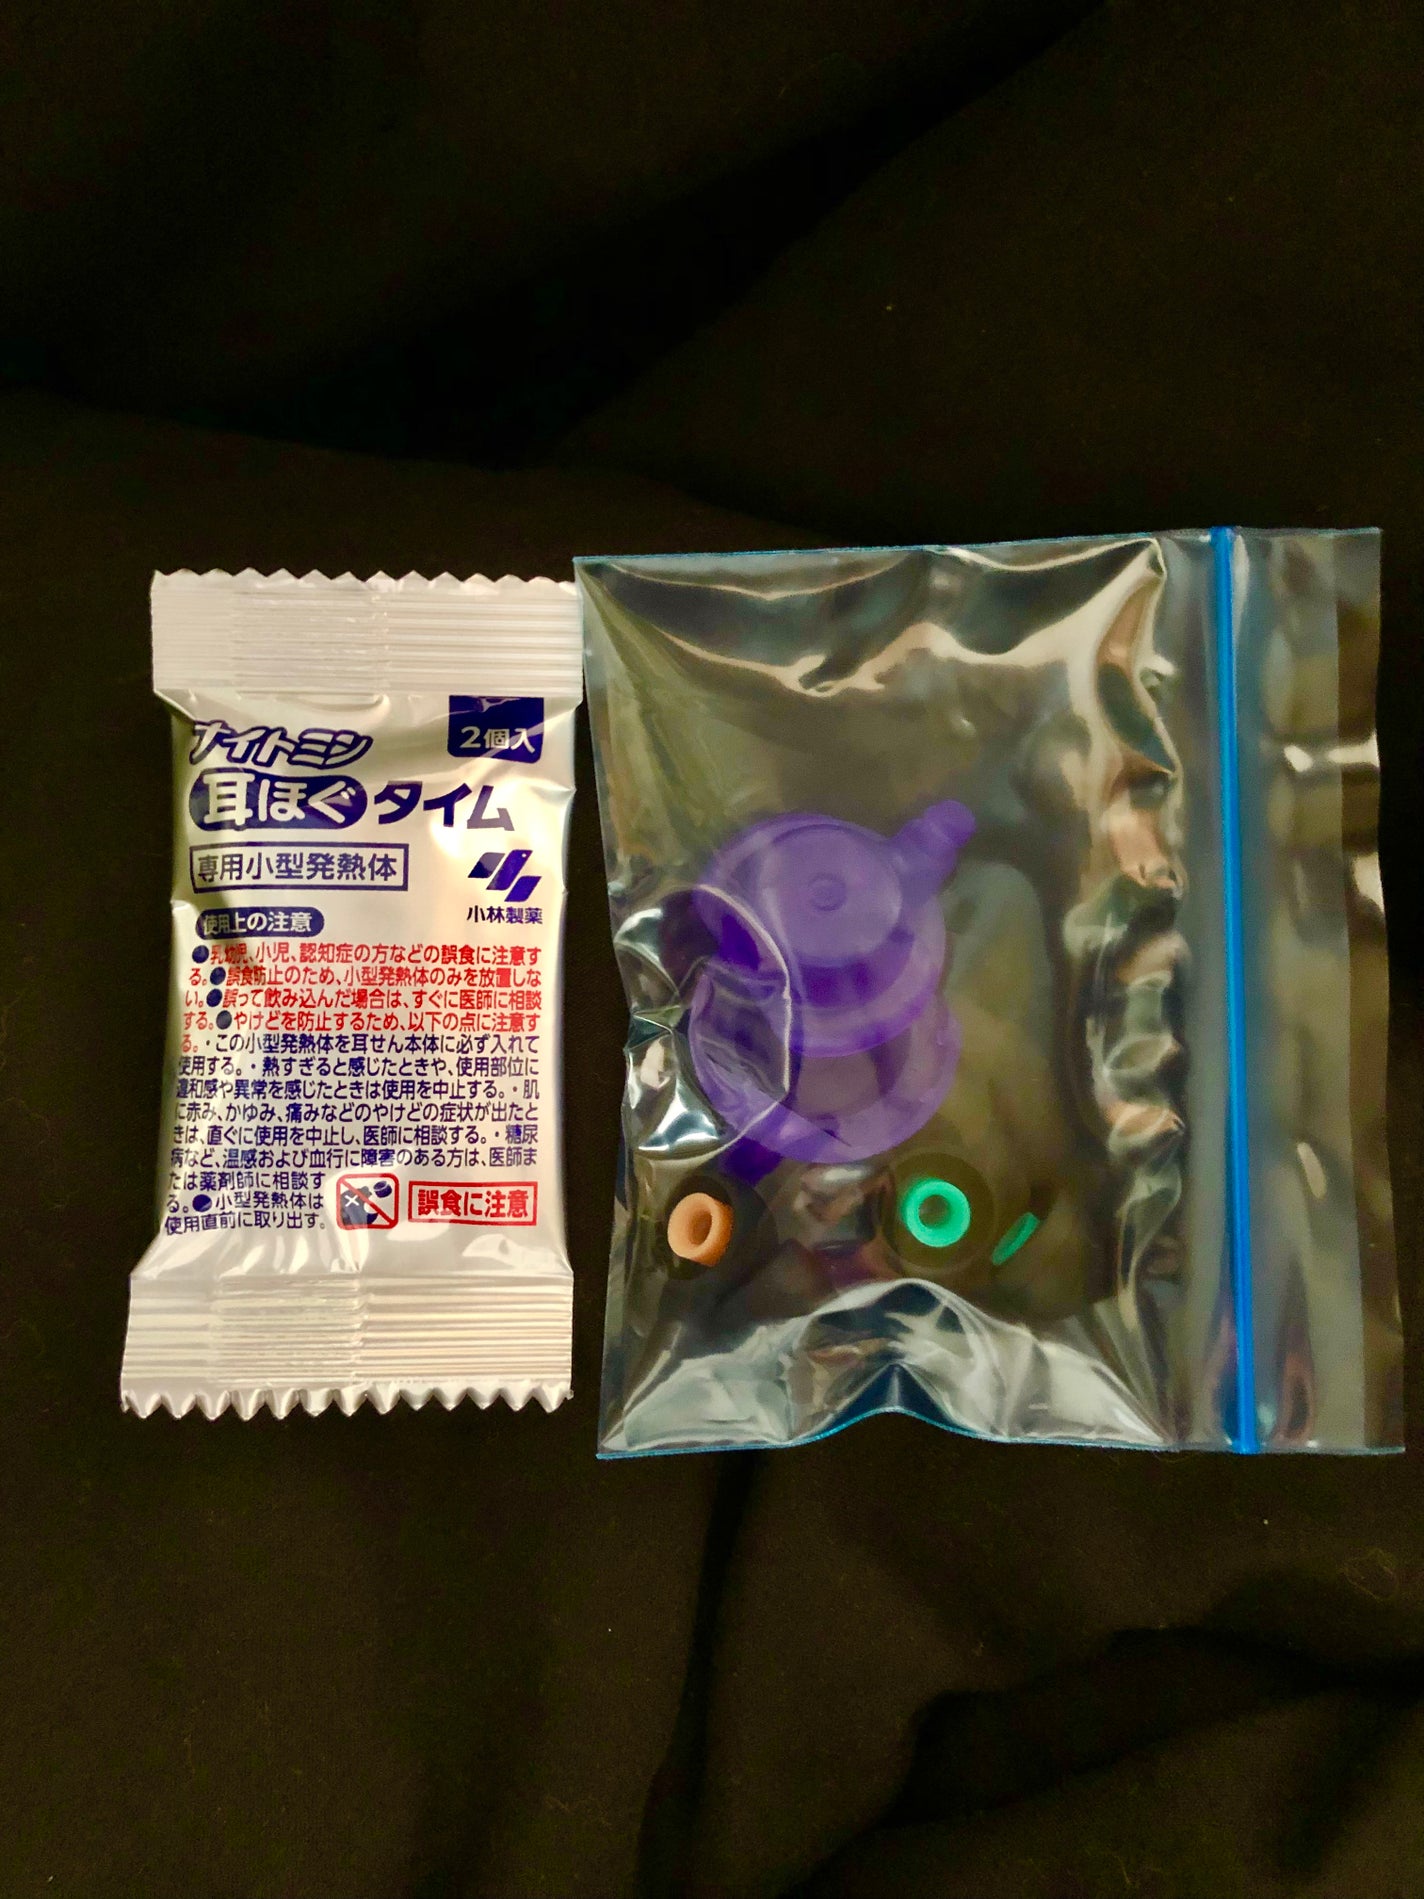 ナイトミン
2個入
耳ほぐタイム
専用小型発熱体
小林製薬
使用上の注意
●乳幼児、小児、認知症の方などの誤食に注意す
る。●誤食防止のため、小型発熱体のみを放置しな
い。●誤って飲み込んだ場合は、すぐに医師に相談
する。●やけどを防止するため、以下の点に注意す
る。・この小型発熱体を耳せん本体に必ず入れて
使用する。・熱すぎると感じたときや、使用部位に
違和感や異常を感じたときは使用を中止する。・肌
に赤み、かゆみ、痛みなどのやけどの症状が出たと
きは、直ぐに使用を中止し、医師に相談する。・糖尿
病など、温感および血行に障害のある方は、医師ま
たは薬剤師に相談す
る。●小型発熱体は
使用直前に取り出す。
誤食に注意